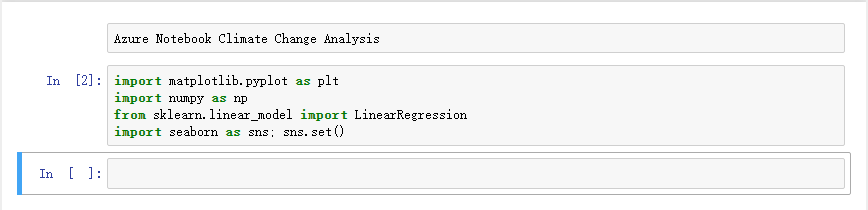 Azure Notebook Climate Change Analysis
In [2]: import matplotlib.pyplot as plt
import numpy as np
from sklearn.linear_model import LinearRegression
import seaborn as sns; sns.set()
In [ ]: